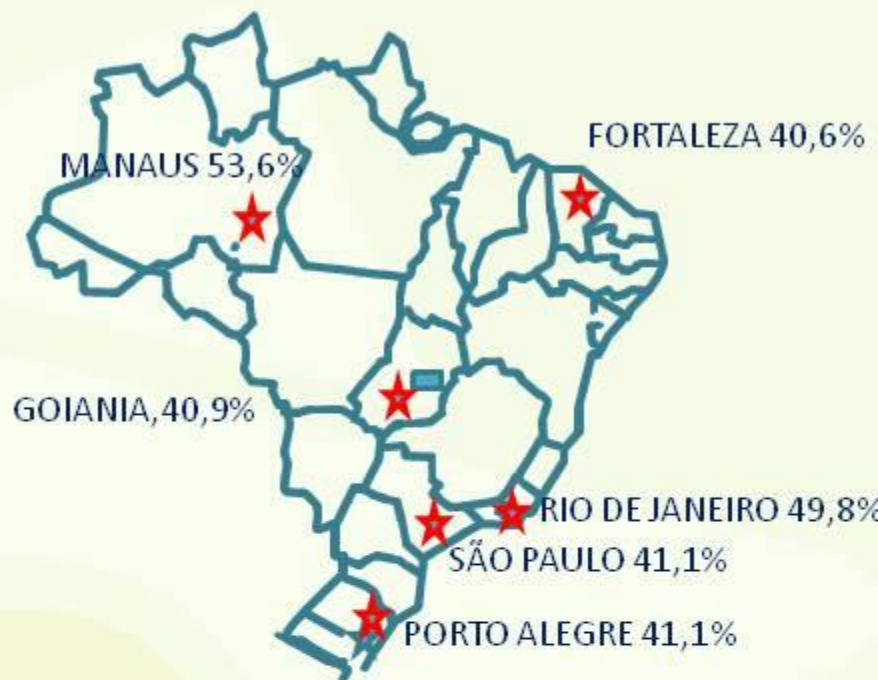 FORTALEZA 40,6%
MANAUS 53,6%
GOIANIA,40,9%
RIO DE JANEIRO 49,8%
SÃO PAULO 41,1%
PORTO ALEGRE 41,1%